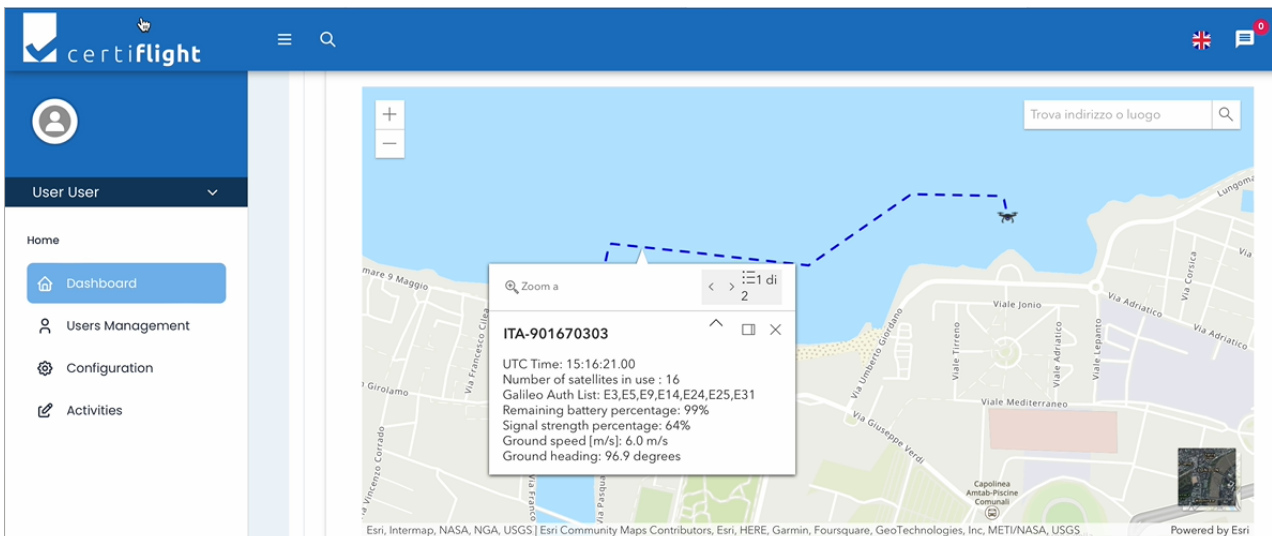 certiflight
0
User User
Home
Dashboard
Users Management
Configuration
Activities
+
−
Trova indirizzo o luogo
Lungoma
mare 9 Maggio
Via Francesco Cilea
Girolamo
Vincenzo Corrado
Via Franco
Via Pasqua
Via Umberto Giordano
Via Giuseppe Verdi
Viale Jonio
Viale Tirreno
Viale Adriatico
Viale Lepanto
Via Adriatico
Via Corsica
Via Adriatico
Via
Viale Mediterraneo
Capolinea
Amtab-Piscine
Comunali
Zoom a
1 di
2
ITA-901670303
UTC Time: 15:16:21.00
Number of satellites in use : 16
Galileo Auth List: E3,E5,E9,E14,E24,E25,E31
Remaining battery percentage: 99%
Signal strength percentage: 64%
Ground speed [m/s]: 6.0 m/s
Ground heading: 96.9 degrees
Esri, Intermap, NASA, NGA, USGS | Esri Community Maps Contributors, Esri, HERE, Garmin, Foursquare, GeoTechnologies, Inc, METI/NASA, USGS
Powered by Esri